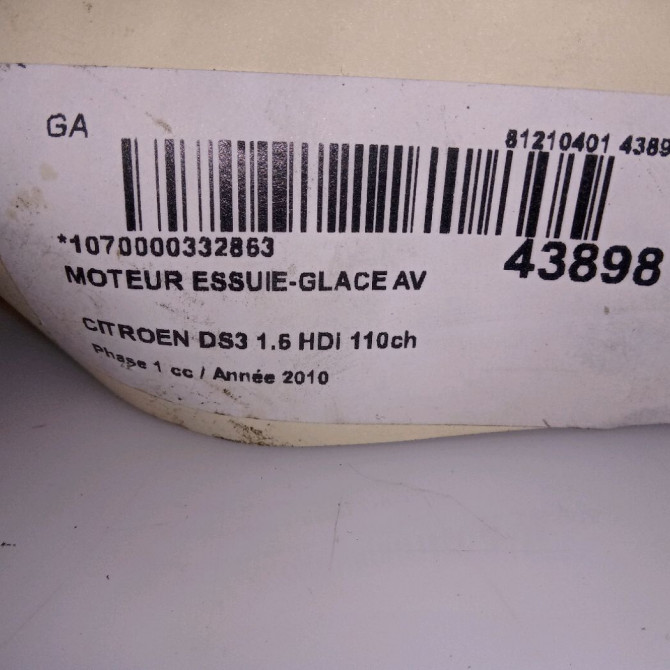 GA
81210401 4389
*1070000332863
43898
MOTEUR ESSUIE-GLACE AV
CITROEN DS3 1.6 HDi 110ch
Phase 1 cc / Année 2010